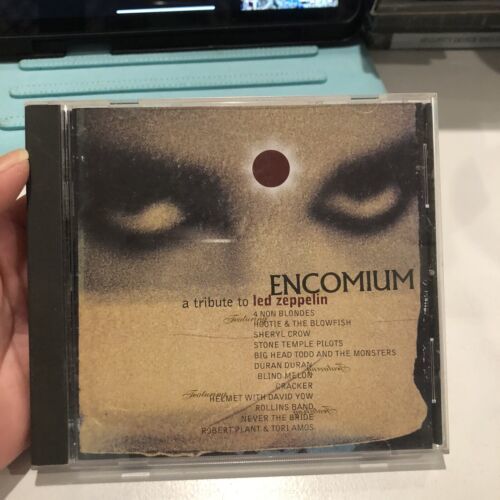 ENCOMIUM
a tribute to led zeppelin
4 NON BLONDES
Featuring
HOOTIE & THE BLOWFISH
SHERYL CROW
STONE TEMPLE PILOTS
BIG HEAD TODD AND THE MONSTERS
DURAN DURAN
BLIND MELON
CRACKER
Featuring
HELMET WITH DAVID YOW
ROLLINS BAND
NEVER THE BRIDE
ROBERT PLANT & TORI AMOS